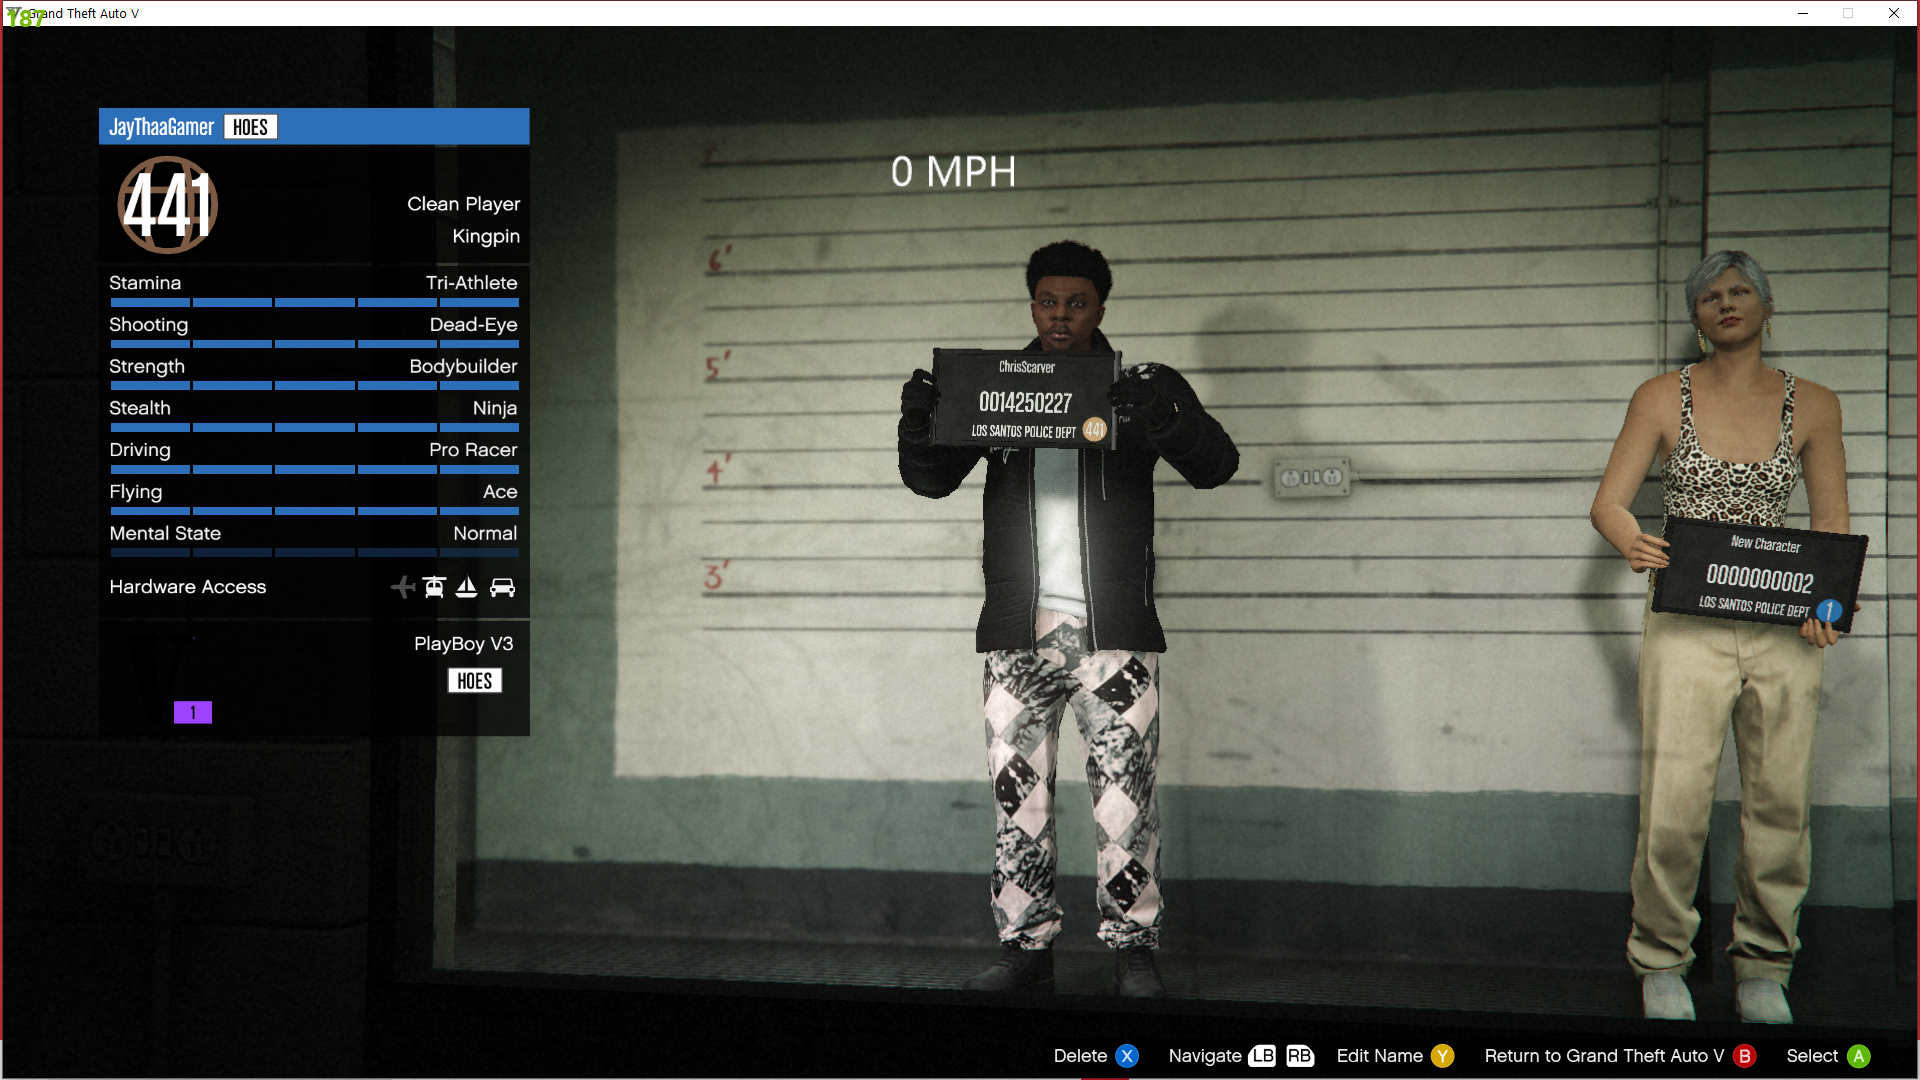 Grand Theft Auto V
187
JayThaaGamer HOES
441
Clean Player
Kingpin
Stamina Tri-Athlete
Shooting Dead-Eye
Strength Bodybuilder
Stealth Ninja
Driving Pro Racer
Flying Ace
Mental State Normal
Hardware Access
PlayBoy V3
HOES
1
0 MPH
7'
6'
5'
4'
3'
ChrisScarver
0014250227
LOS SANTOS POLICE DEPT 441
New Character
0000000002
LOS SANTOS POLICE DEPT 1
Delete X Navigate LB RB Edit Name Y Return to Grand Theft Auto V B Select A